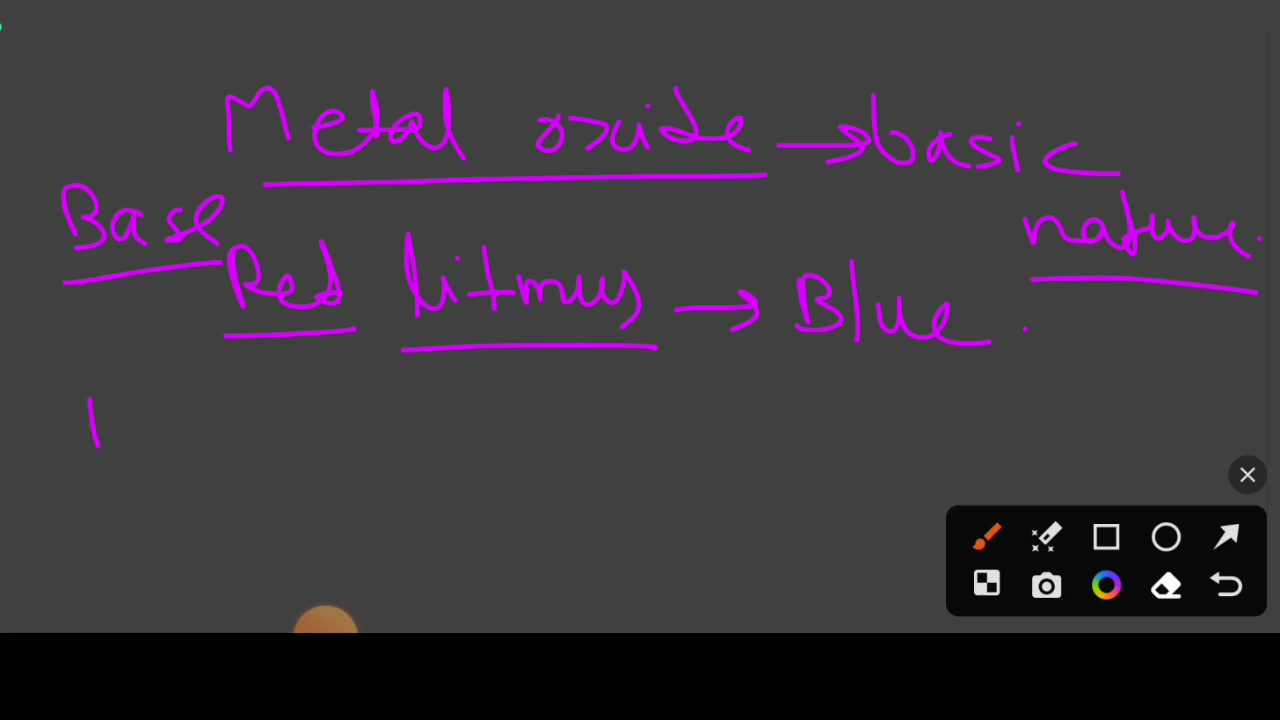 Metal oxide → basic
nature.
Base
Red litmus → Blue.